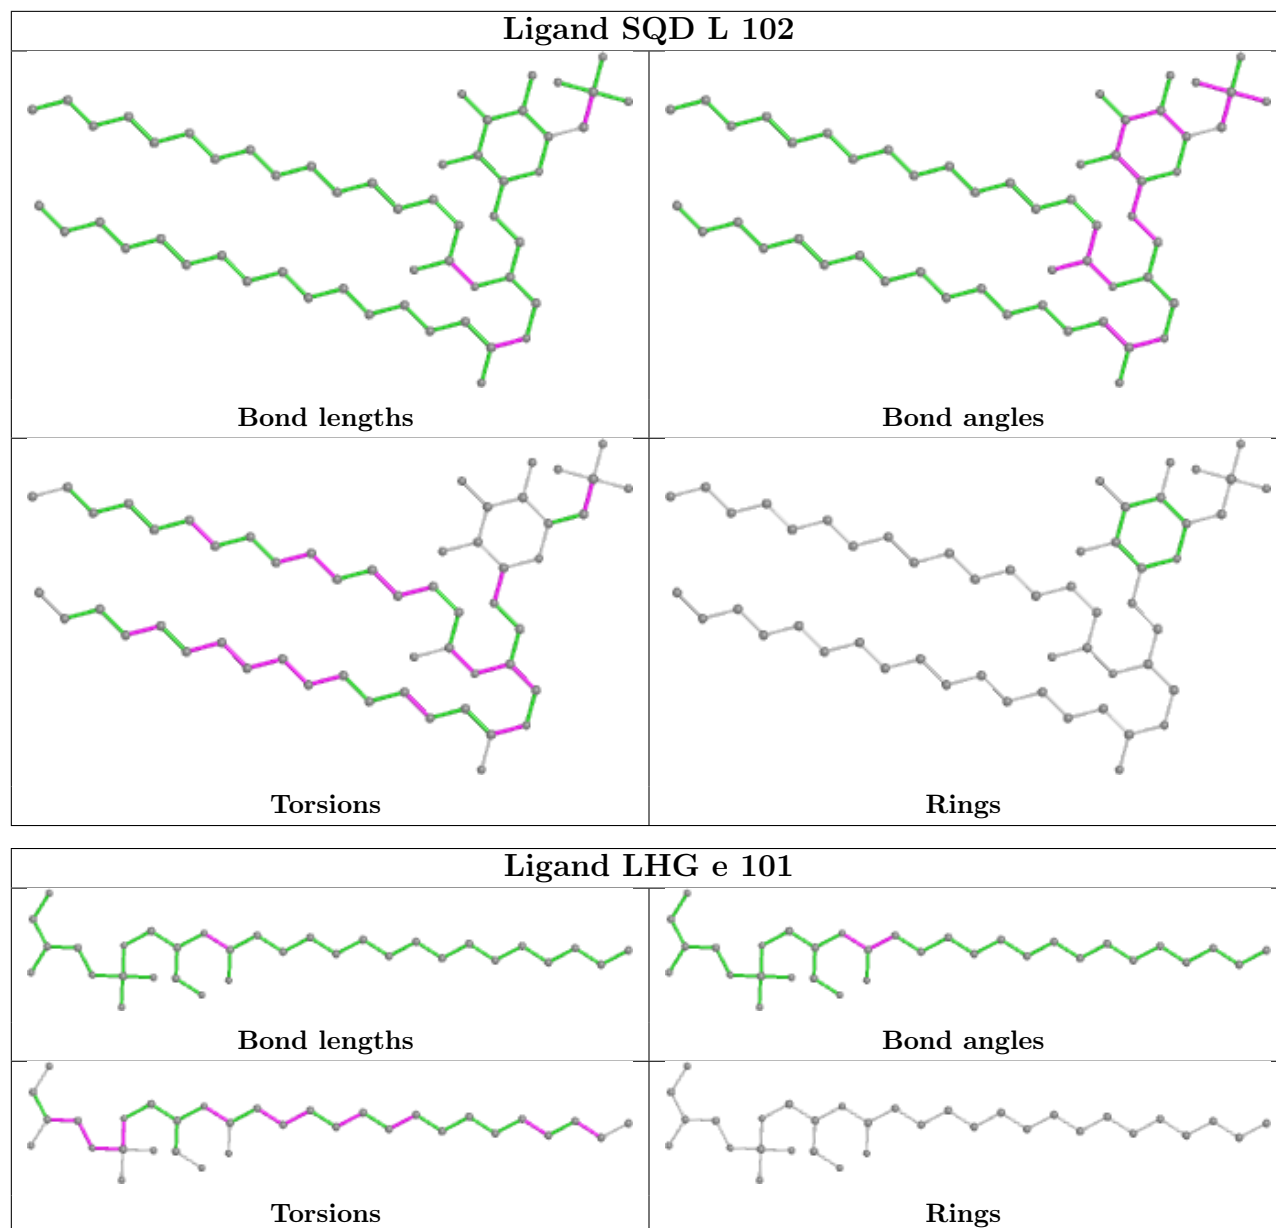 Ligand SQD L 102
Bond lengths
Bond angles
Torsions
Rings
Ligand LHG e 101
Bond lengths
Bond angles
Torsions
Rings